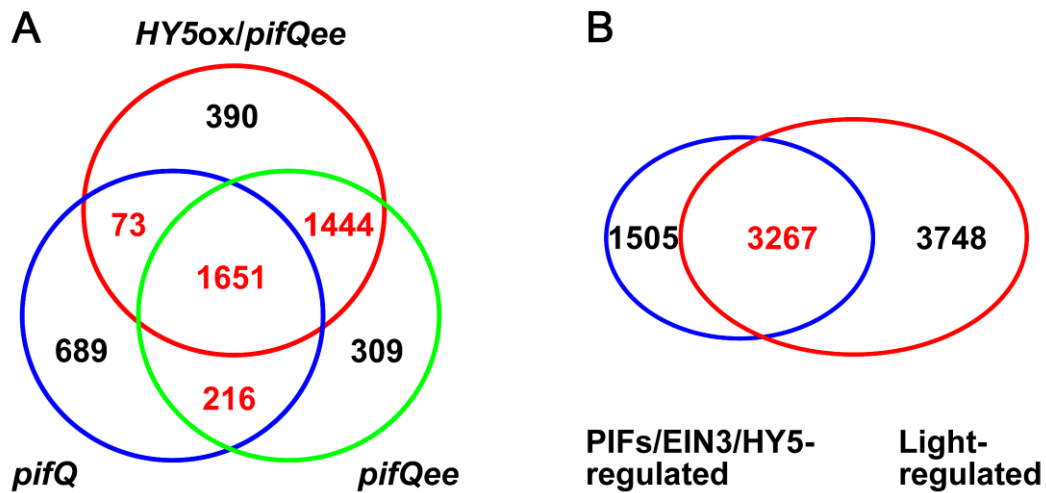 A
HY5ox/pifQee
390
73
1444
1651
689
309
216
pifQ
pifQee
B
1505
3267
3748
PIFs/EIN3/HY5-
regulated
Light-
regulated